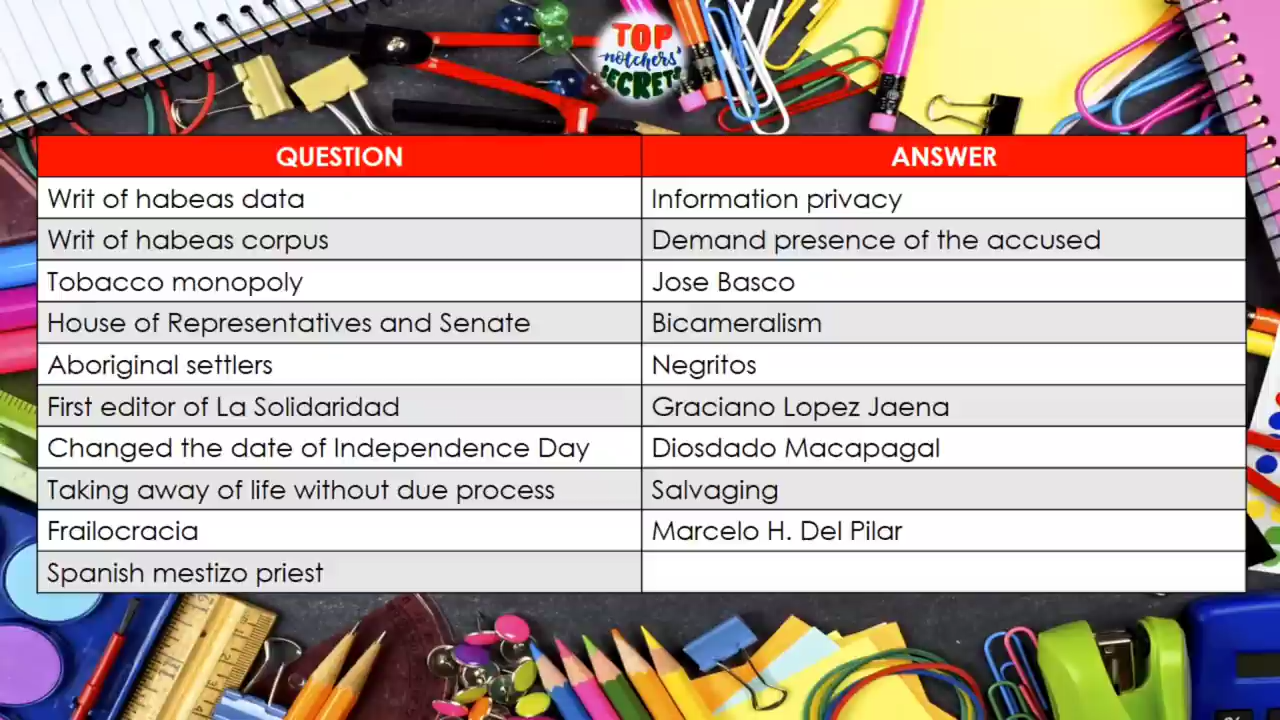 TOP
notchers'
SECRETS
QUESTION ANSWER
Writ of habeas data Information privacy
Writ of habeas corpus Demand presence of the accused
Tobacco monopoly Jose Basco
House of Representatives and Senate Bicameralism
Aboriginal settlers Negritos
First editor of La Solidaridad Graciano Lopez Jaena
Changed the date of Independence Day Diosdado Macapagal
Taking away of life without due process Salvaging
Frailocracia Marcelo H. Del Pilar
Spanish mestizo priest